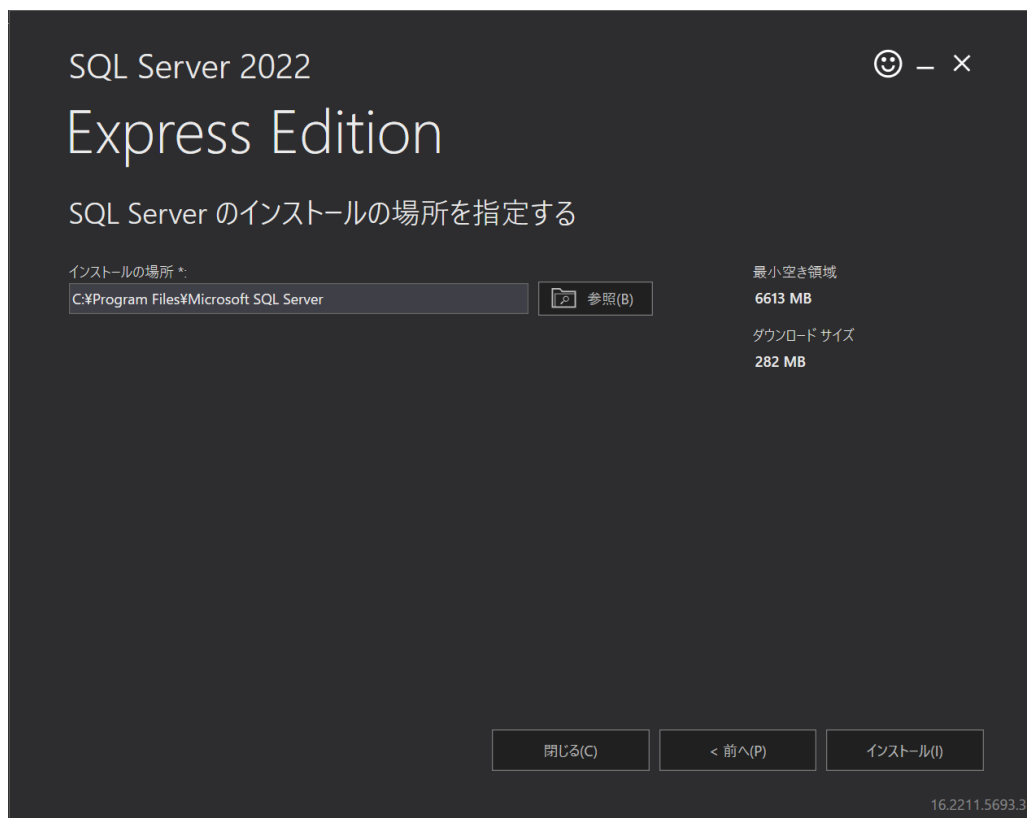 SQL Server 2022
Express Edition
SQL Server のインストールの場所を指定する
インストールの場所 *:
C:¥Program Files¥Microsoft SQL Server
参照(B)
最小空き領域
6613 MB
ダウンロード サイズ
282 MB
閉じる(C)
< 前へ(P)
インストール(I)
16.2211.5693.3